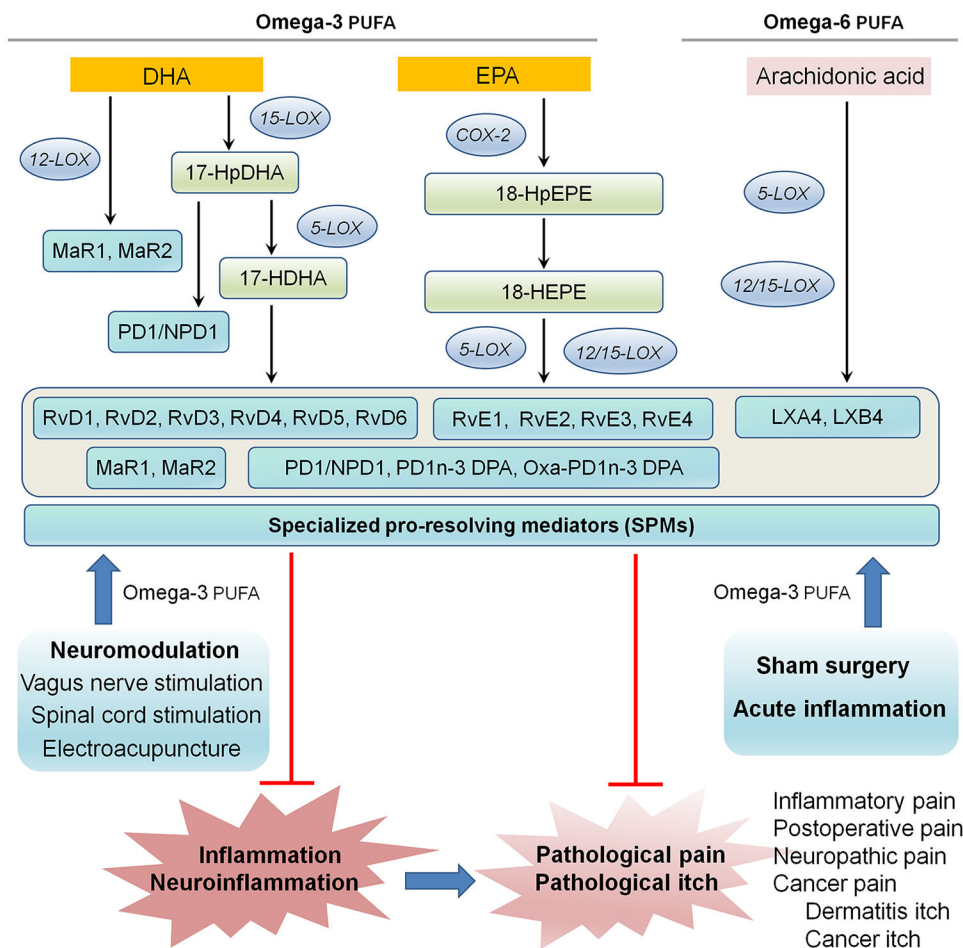 Omega-3 PUFA
Omega-6 PUFA
DHA
EPA
Arachidonic acid
15-LOX
COX-2
12-LOX
17-HpDHA
18-HpEPE
5-LOX
5-LOX
MaR1, MaR2
17-HDHA
18-HEPE
12/15-LOX
PD1/NPD1
5-LOX
12/15-LOX
RvD1, RvD2, RvD3, RvD4, RvD5, RvD6
RvE1, RvE2, RvE3, RvE4
LXA4, LXB4
MaR1, MaR2
PD1/NPD1, PD1n-3 DPA, Oxa-PD1n-3 DPA
Specialized pro-resolving mediators (SPMs)
Omega-3 PUFA
Omega-3 PUFA
Neuromodulation
Vagus nerve stimulation
Spinal cord stimulation
Electroacupuncture
Sham surgery
Acute inflammation
Inflammation
Neuroinflammation
Pathological pain
Pathological itch
Inflammatory pain
Postoperative pain
Neuropathic pain
Cancer pain
Dermatitis itch
Cancer itch